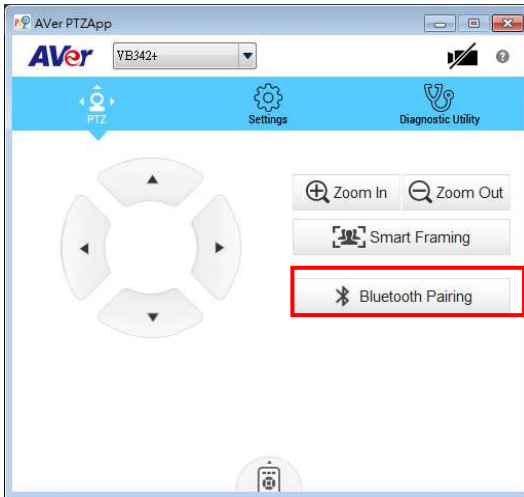 AVer PTZApp
AVer VB342+
PTZ Settings Diagnostic Utility
Zoom In Zoom Out
Smart Framing
Bluetooth Pairing